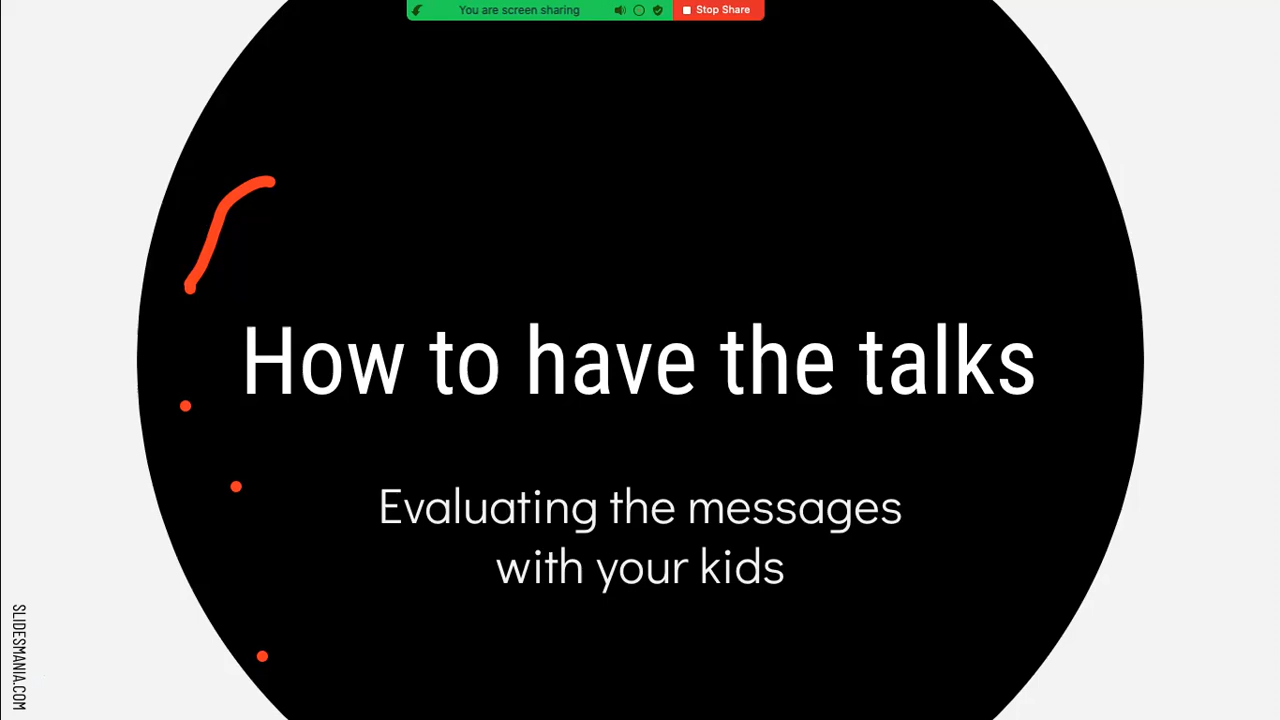 You are screen sharing
Stop Share
How to have the talks
Evaluating the messages
with your kids
SLIDESMANIA.COM